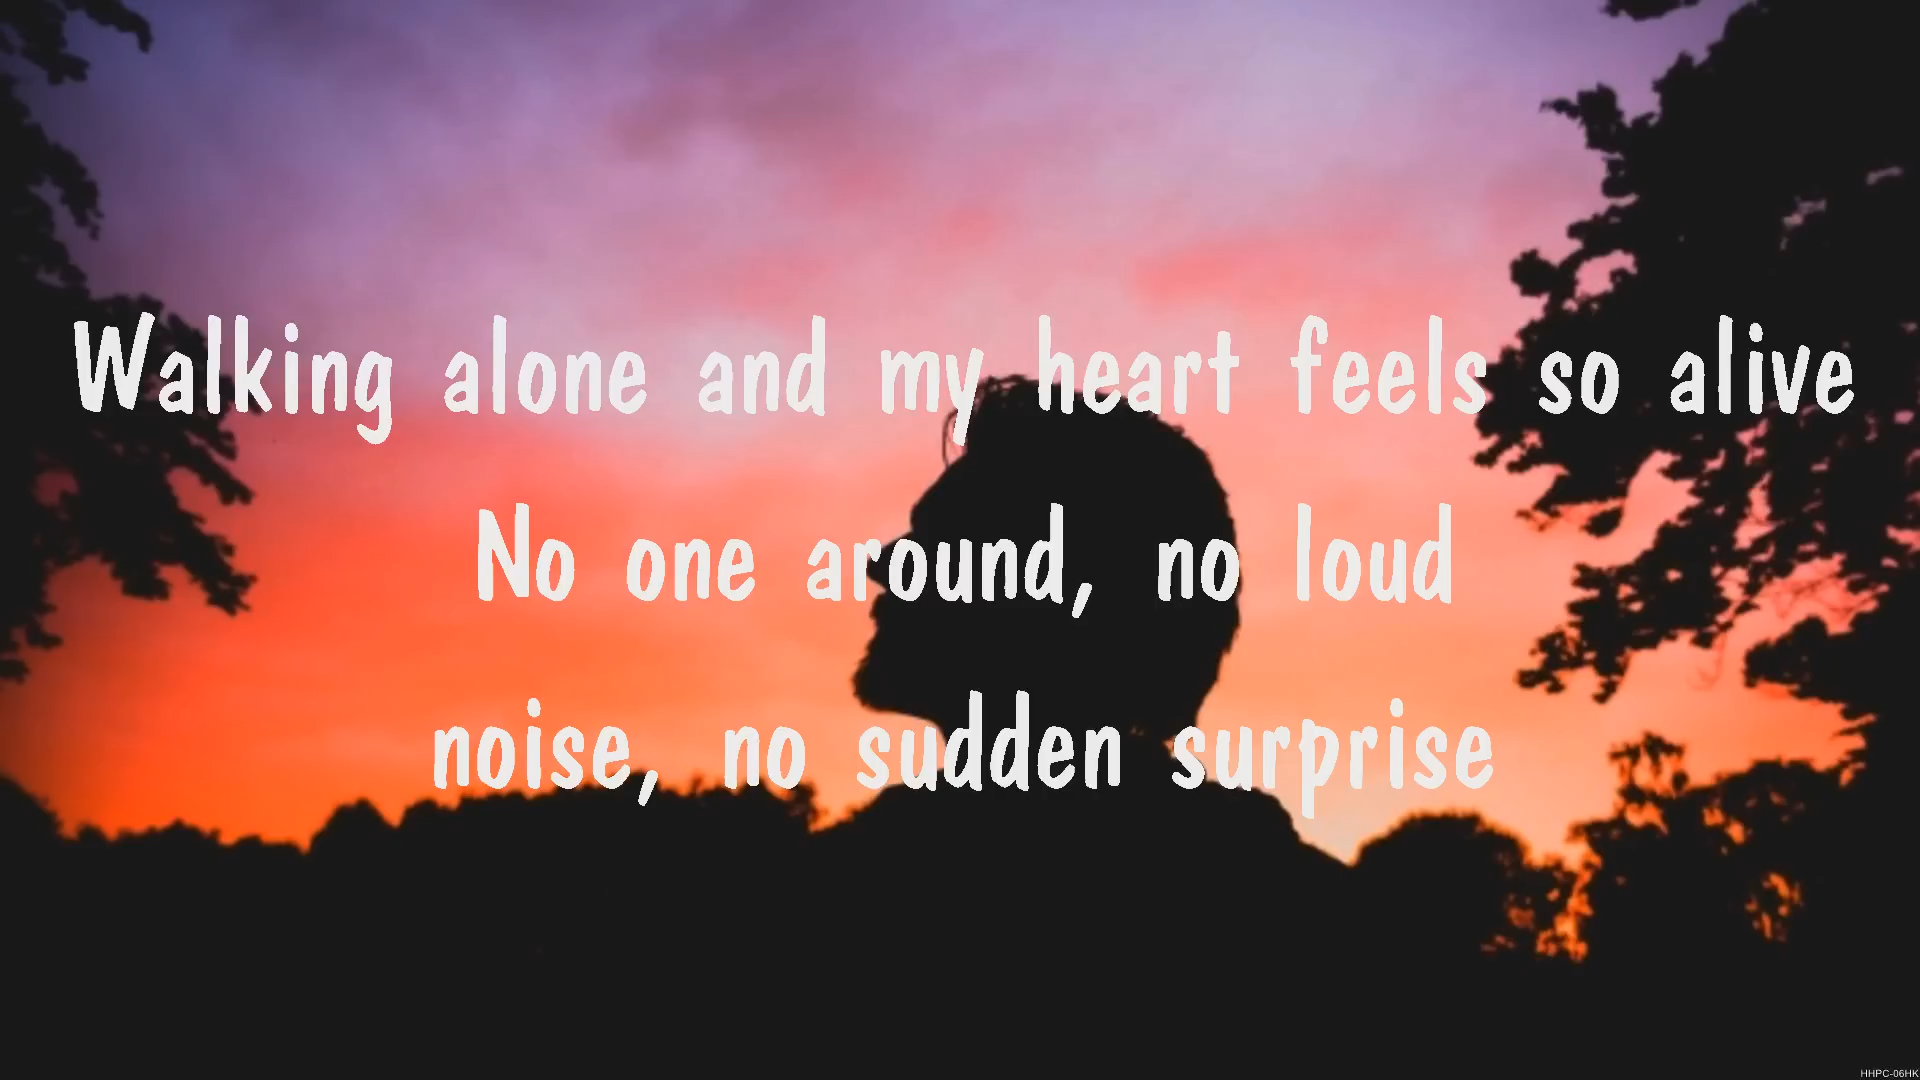 Walking alone and my heart feels so alive
No one around, no loud
noise, no sudden surprise
HHPC-06HK